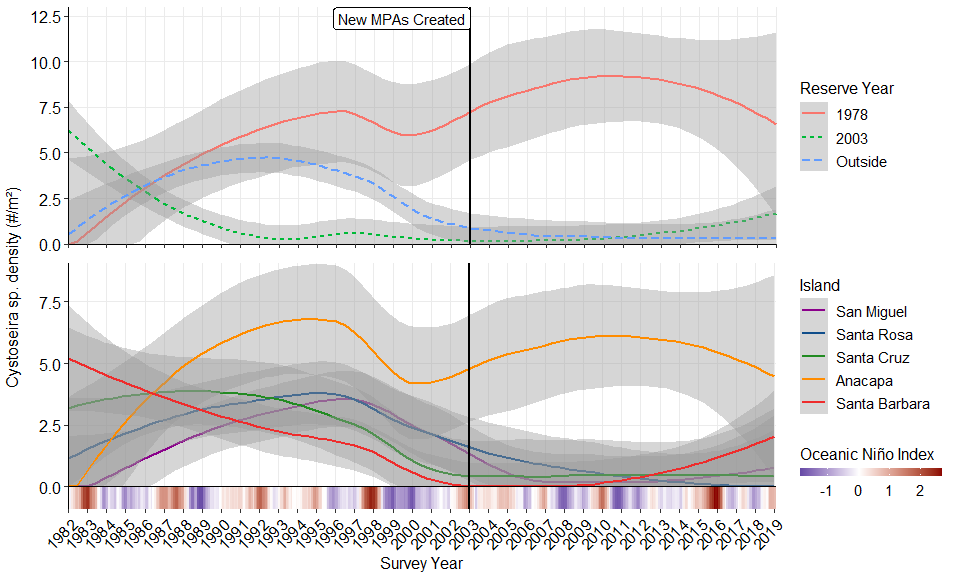 New MPAs Created
12.5
10.0
7.5
5.0
2.5
0.0
Reserve Year
1978
2003
Outside
Cystoseira sp. density (#/m²)
7.5
5.0
2.5
0.0
Island
San Miguel
Santa Rosa
Santa Cruz
Anacapa
Santa Barbara
Oceanic Niño Index
-1 0 1 2
1982 1983 1984 1985 1986 1987 1988 1989 1990 1991 1992 1993 1994 1995 1996 1997 1998 1999 2000 2001 2002 2003 2004 2005 2006 2007 2008 2009 2010 2011 2012 2013 2014 2015 2016 2017 2018 2019
Survey Year